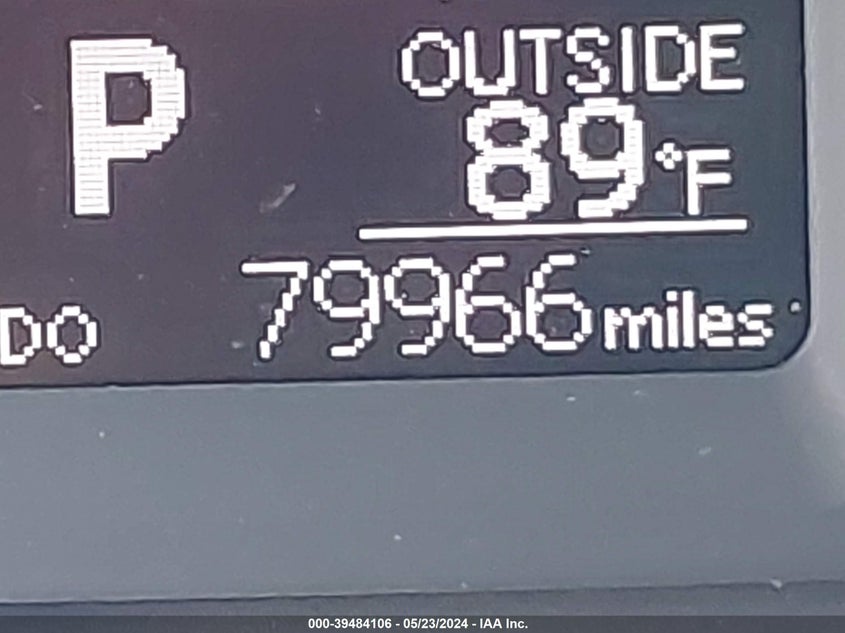 P
OUTSIDE
89°F
DO 79966 miles
000-39484106 - 05/23/2024 - IAA Inc.